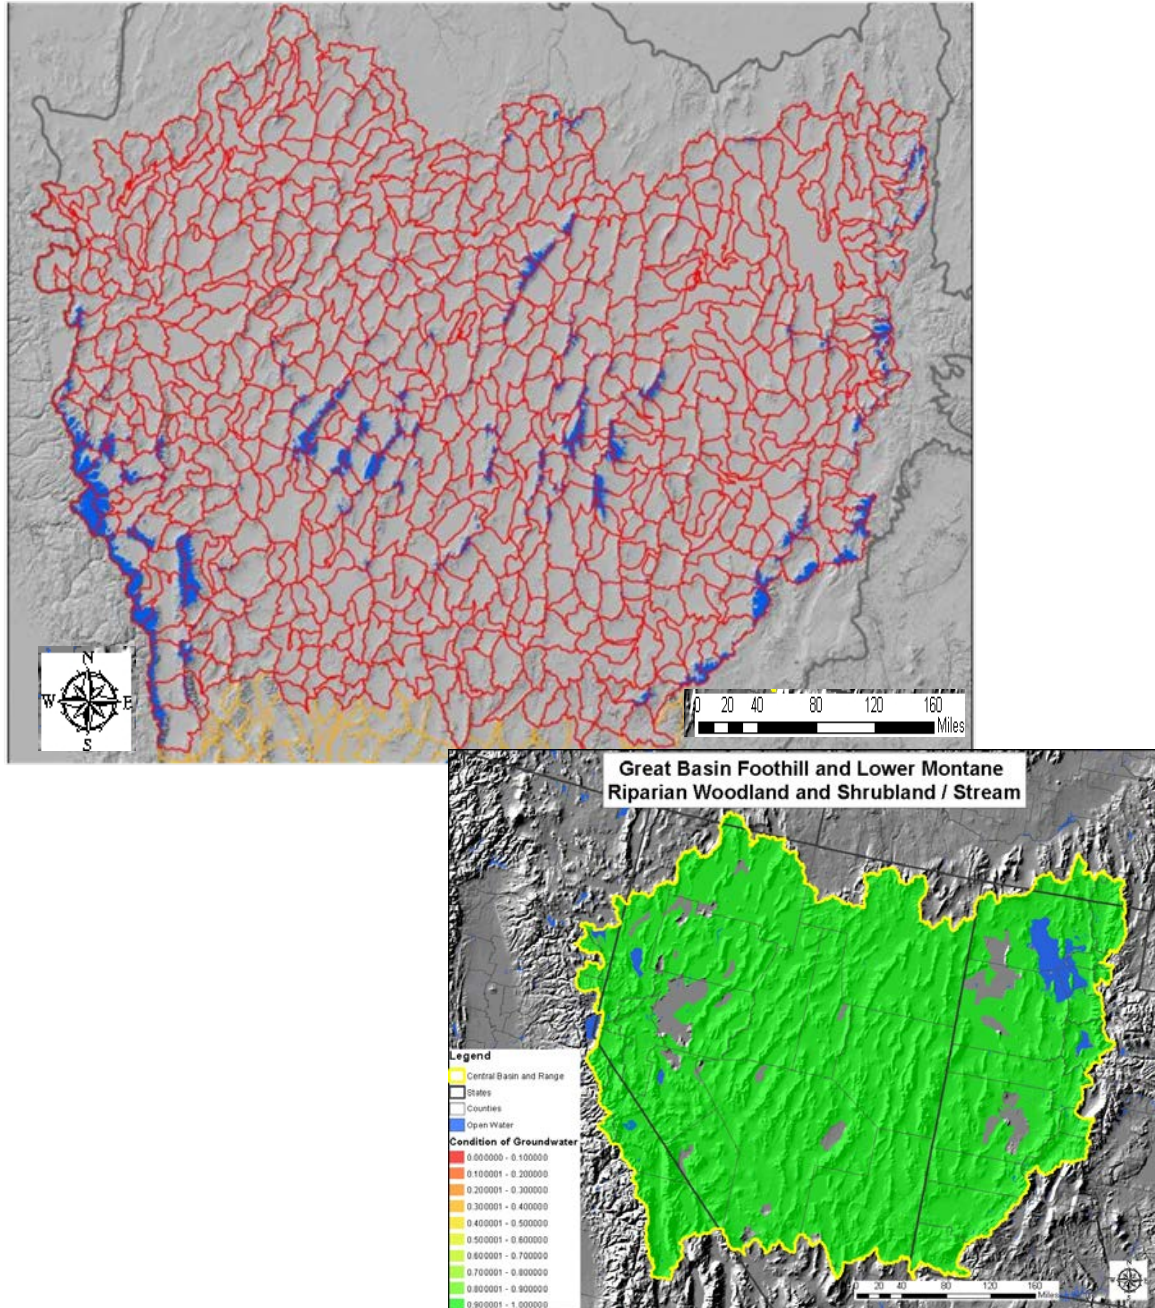 N
W E
S
0 20 40 80 120 160
Miles
Great Basin Foothill and Lower Montane
Riparian Woodland and Shrubland / Stream
Legend
Central Basin and Range
States
Counties
Open Water
Condition of Groundwater
0.000000 - 0.100000
0.100001 - 0.200000
0.200001 - 0.300000
0.300001 - 0.400000
0.400001 - 0.500000
0.500001 - 0.600000
0.600001 - 0.700000
0.700001 - 0.800000
0.800001 - 0.900000
0.900001 - 1.000000
0 20 40 80 120 160
Miles